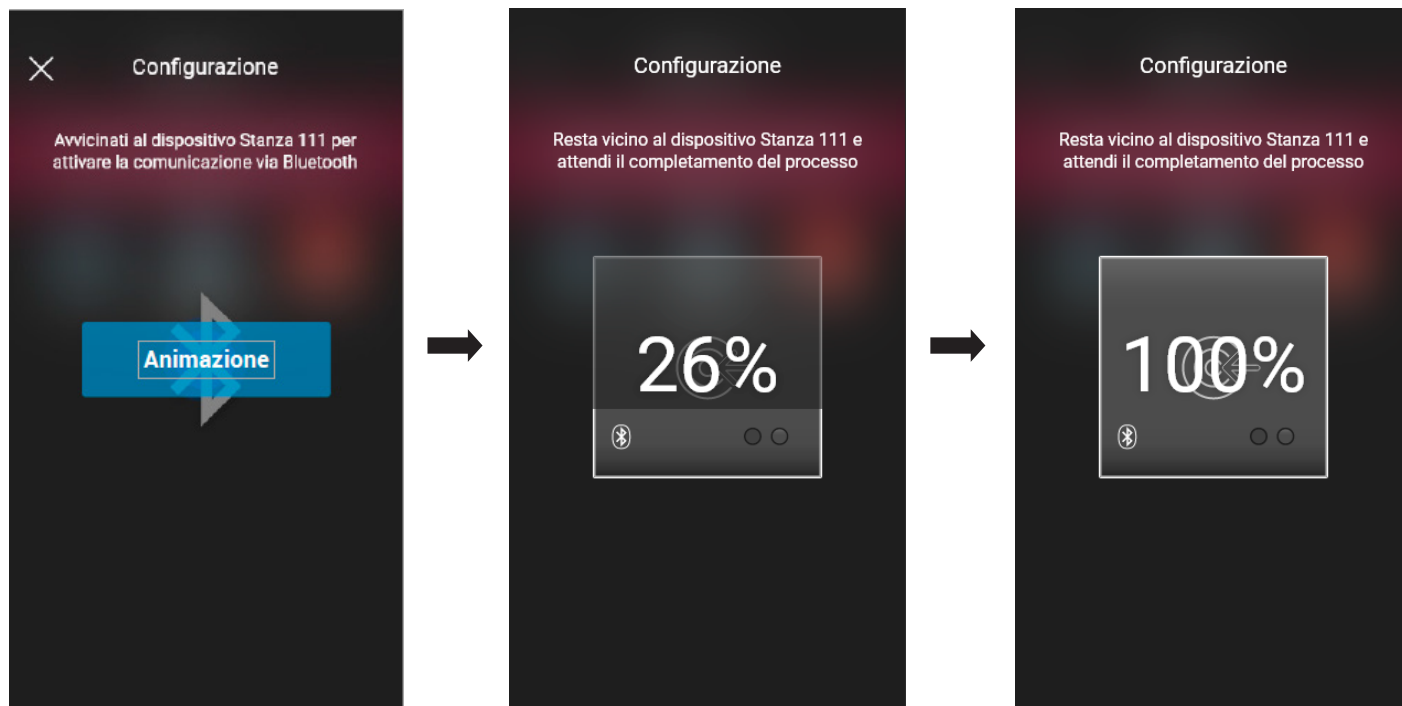 Configurazione
Avvicinati al dispositivo Stanza 111 per
attivare la comunicazione via Bluetooth
Animazione
Configurazione
Resta vicino al dispositivo Stanza 111 e
attendi il completamento del processo
26%
Configurazione
Resta vicino al dispositivo Stanza 111 e
attendi il completamento del processo
100%